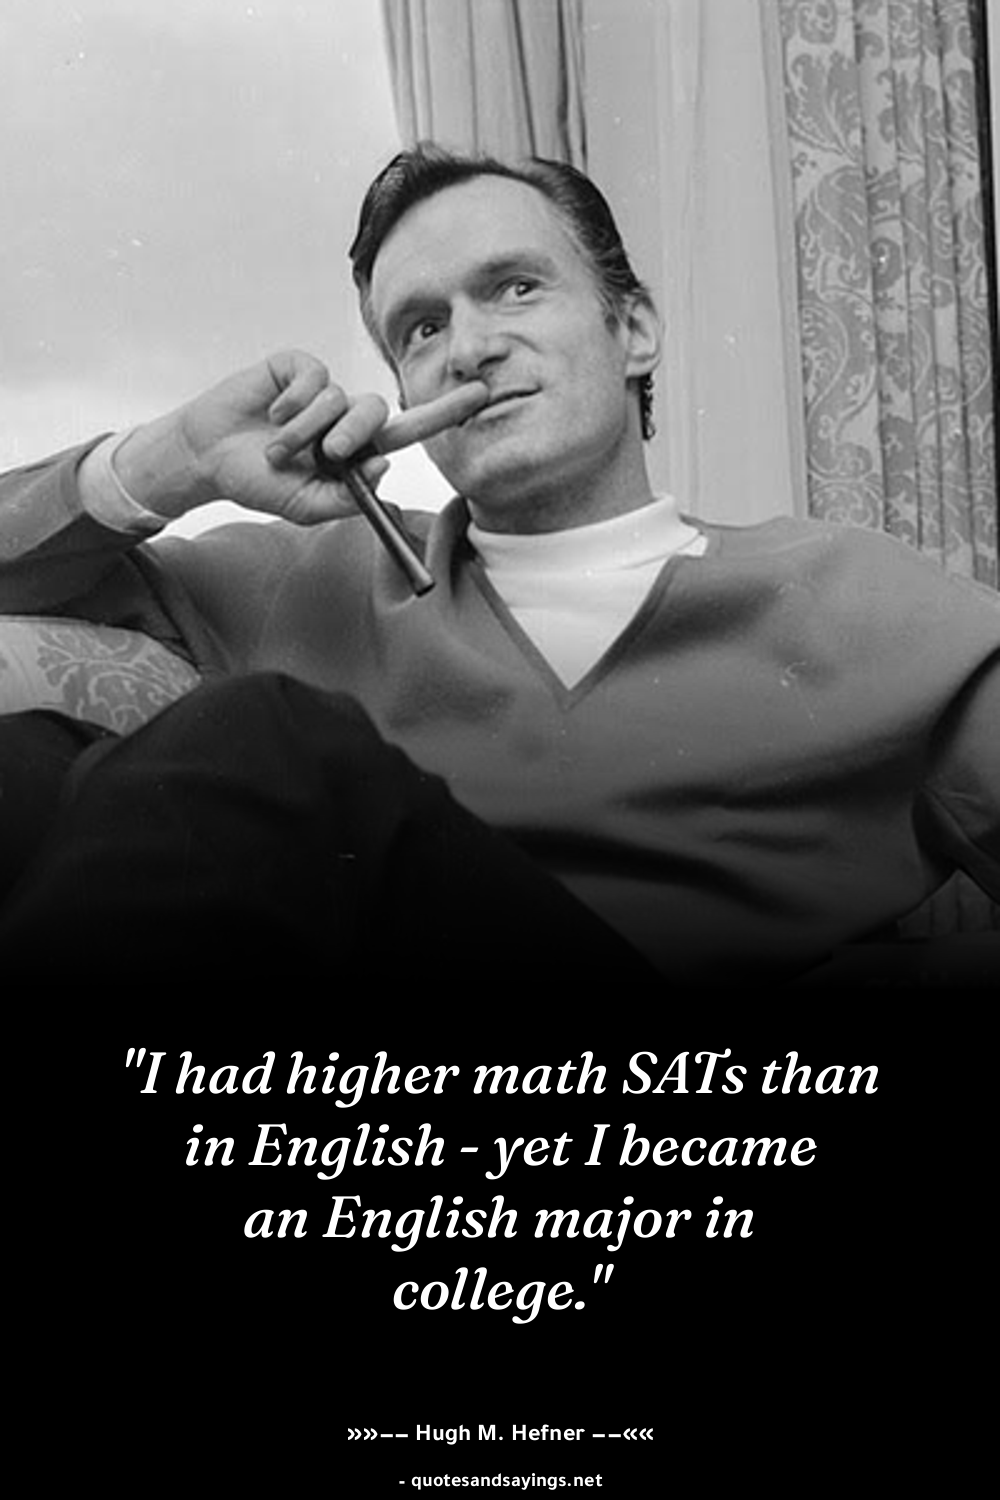 "I had higher math SATs than
in English - yet I became
an English major in
college."
»»–– Hugh M. Hefner ––««
- quotesandsayings.net